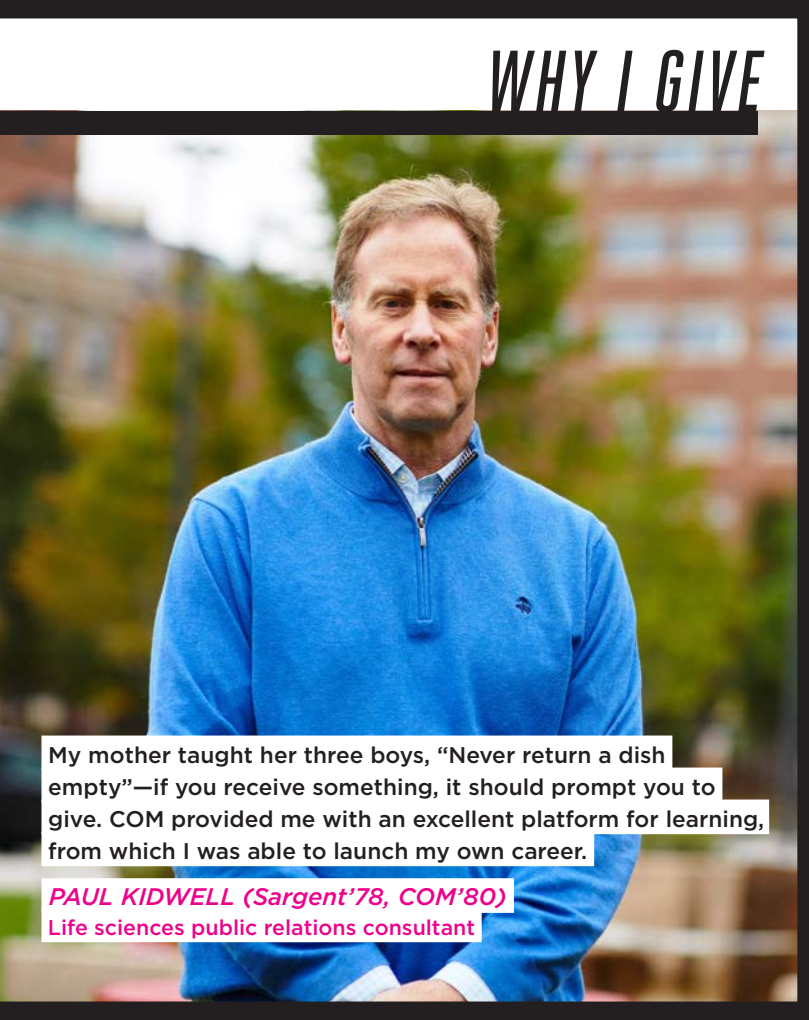 WHY I GIVE
My mother taught her three boys, “Never return a dish
empty”—if you receive something, it should prompt you to
give. COM provided me with an excellent platform for learning,
from which I was able to launch my own career.
PAUL KIDWELL (Sargent’78, COM’80)
Life sciences public relations consultant